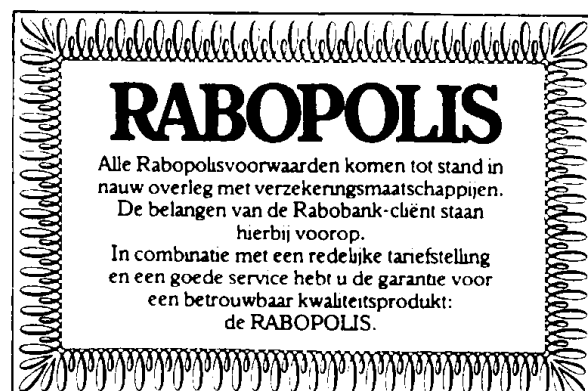 RABOPOLIS
Alle Rabopolisvoorwaarden komen tot stand in
nauw overleg met verzekeringsmaatschappijen.
De belangen van de Rabobank-cliënt staan
hierbij voorop.
In combinatie met een redelijke tariefstelling
en een goede service hebt u de garantie voor
een betrouwbaar kwaliteitsprodukt:
de RABOPOLIS.